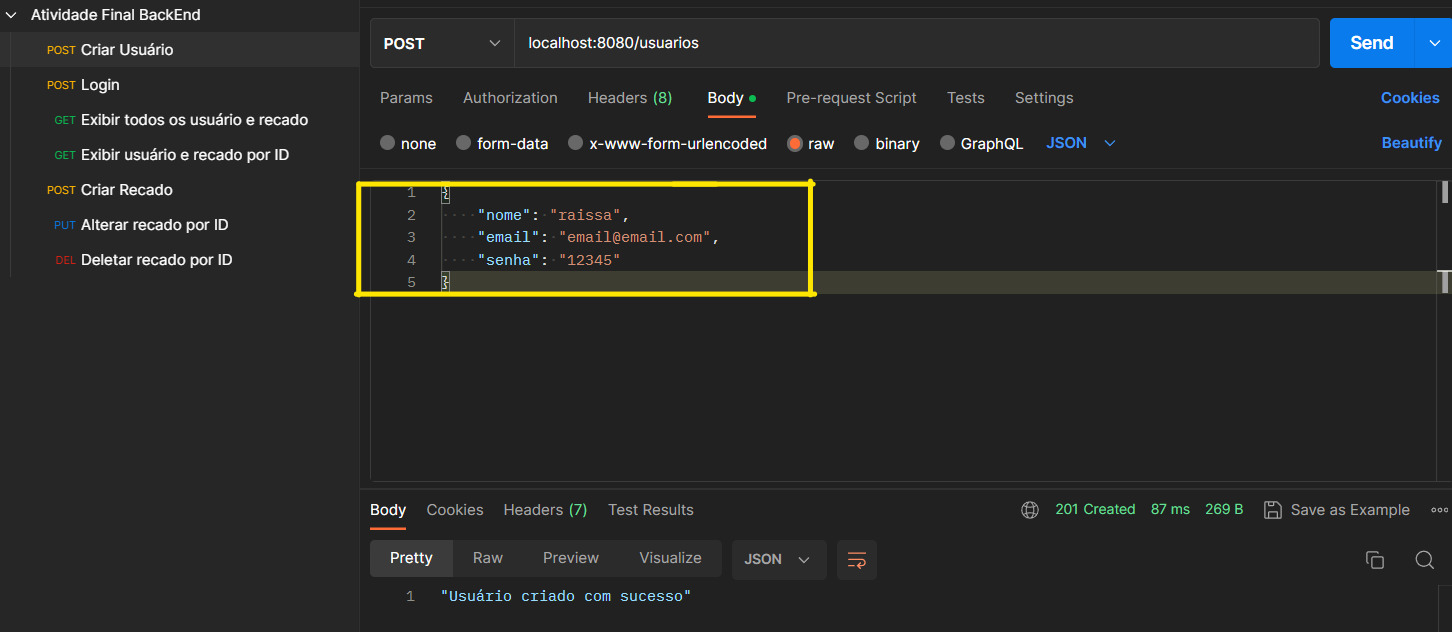 Atividade Final BackEnd
POST Criar Usuário
POST Login
GET Exibir todos os usuário e recado
GET Exibir usuário e recado por ID
POST Criar Recado
PUT Alterar recado por ID
DEL Deletar recado por ID
POST localhost:8080/usuarios Send
Params Authorization Headers (8) Body Pre-request Script Tests Settings Cookies
none form-data x-www-form-urlencoded raw binary GraphQL JSON Beautify
1 {
2 "nome": "raissa",
3 "email": "email@email.com",
4 "senha": "12345"
5 }
Body Cookies Headers (7) Test Results 201 Created 87 ms 269 B Save as Example
Pretty Raw Preview Visualize JSON
1 "Usuário criado com sucesso"